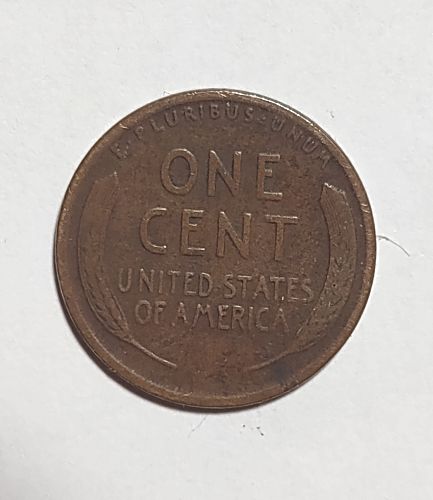 E·PLURIBUS·UNUM
ONE
CENT
UNITED·STATES
OF AMERICA